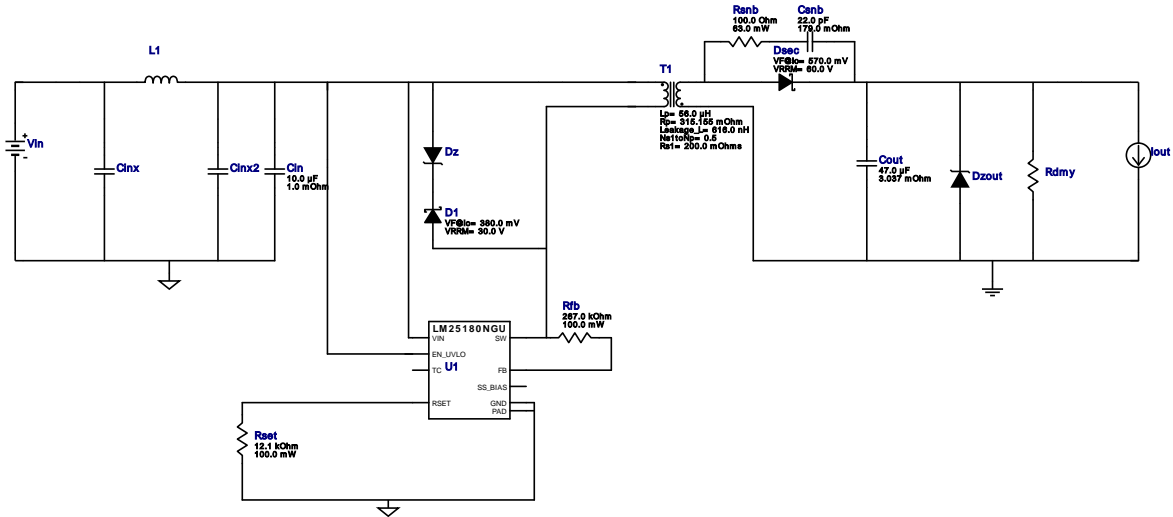 Rsnb
100.0 Ohm
63.0 mW
Csnb
22.0 pF
179.0 mOhm
L1
Dsec
VF@Io= 570.0 mV
VRRM= 60.0 V
T1
Lp= 56.0 µH
Rp= 315.155 mOhm
Leakage_L= 616.0 nH
Ns1toNp= 0.5
Rs1= 200.0 mOhms
+
Vin
-
Cinx
Cinx2
Cin
10.0 µF
1.0 mOhm
Dz
D1
VF@Io= 380.0 mV
VRRM= 30.0 V
Cout
47.0 µF
3.037 mOhm
Dzout
Rdmy
Iout
Rfb
267.0 kOhm
100.0 mW
LM25180NGU
VIN
SW
EN_UVLO
U1
TC
FB
SS_BIAS
RSET
GND
PAD
Rset
12.1 kOhm
100.0 mW